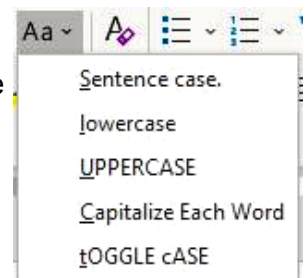 Aa
Sentence case.
lowercase
UPPERCASE
Capitalize Each Word
tOGGLE cASE